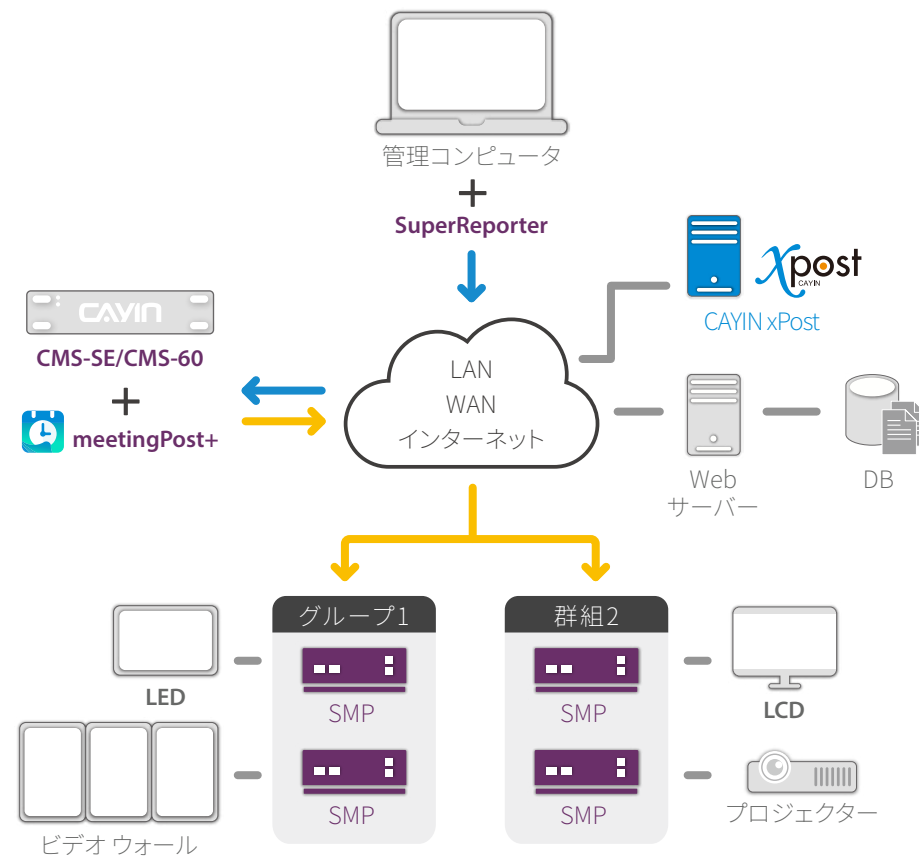 管理コンピュータ
+
SuperReporter
Xpost
CAYIN
CAYIN xPost
CAYIN
CMS-SE/CMS-60
+
meetingPost+
LAN
WAN
インターネット
Web
サーバー
DB
グループ1
SMP
SMP
群組2
SMP
SMP
LED
ビデオ ウォール
LCD
プロジェクター